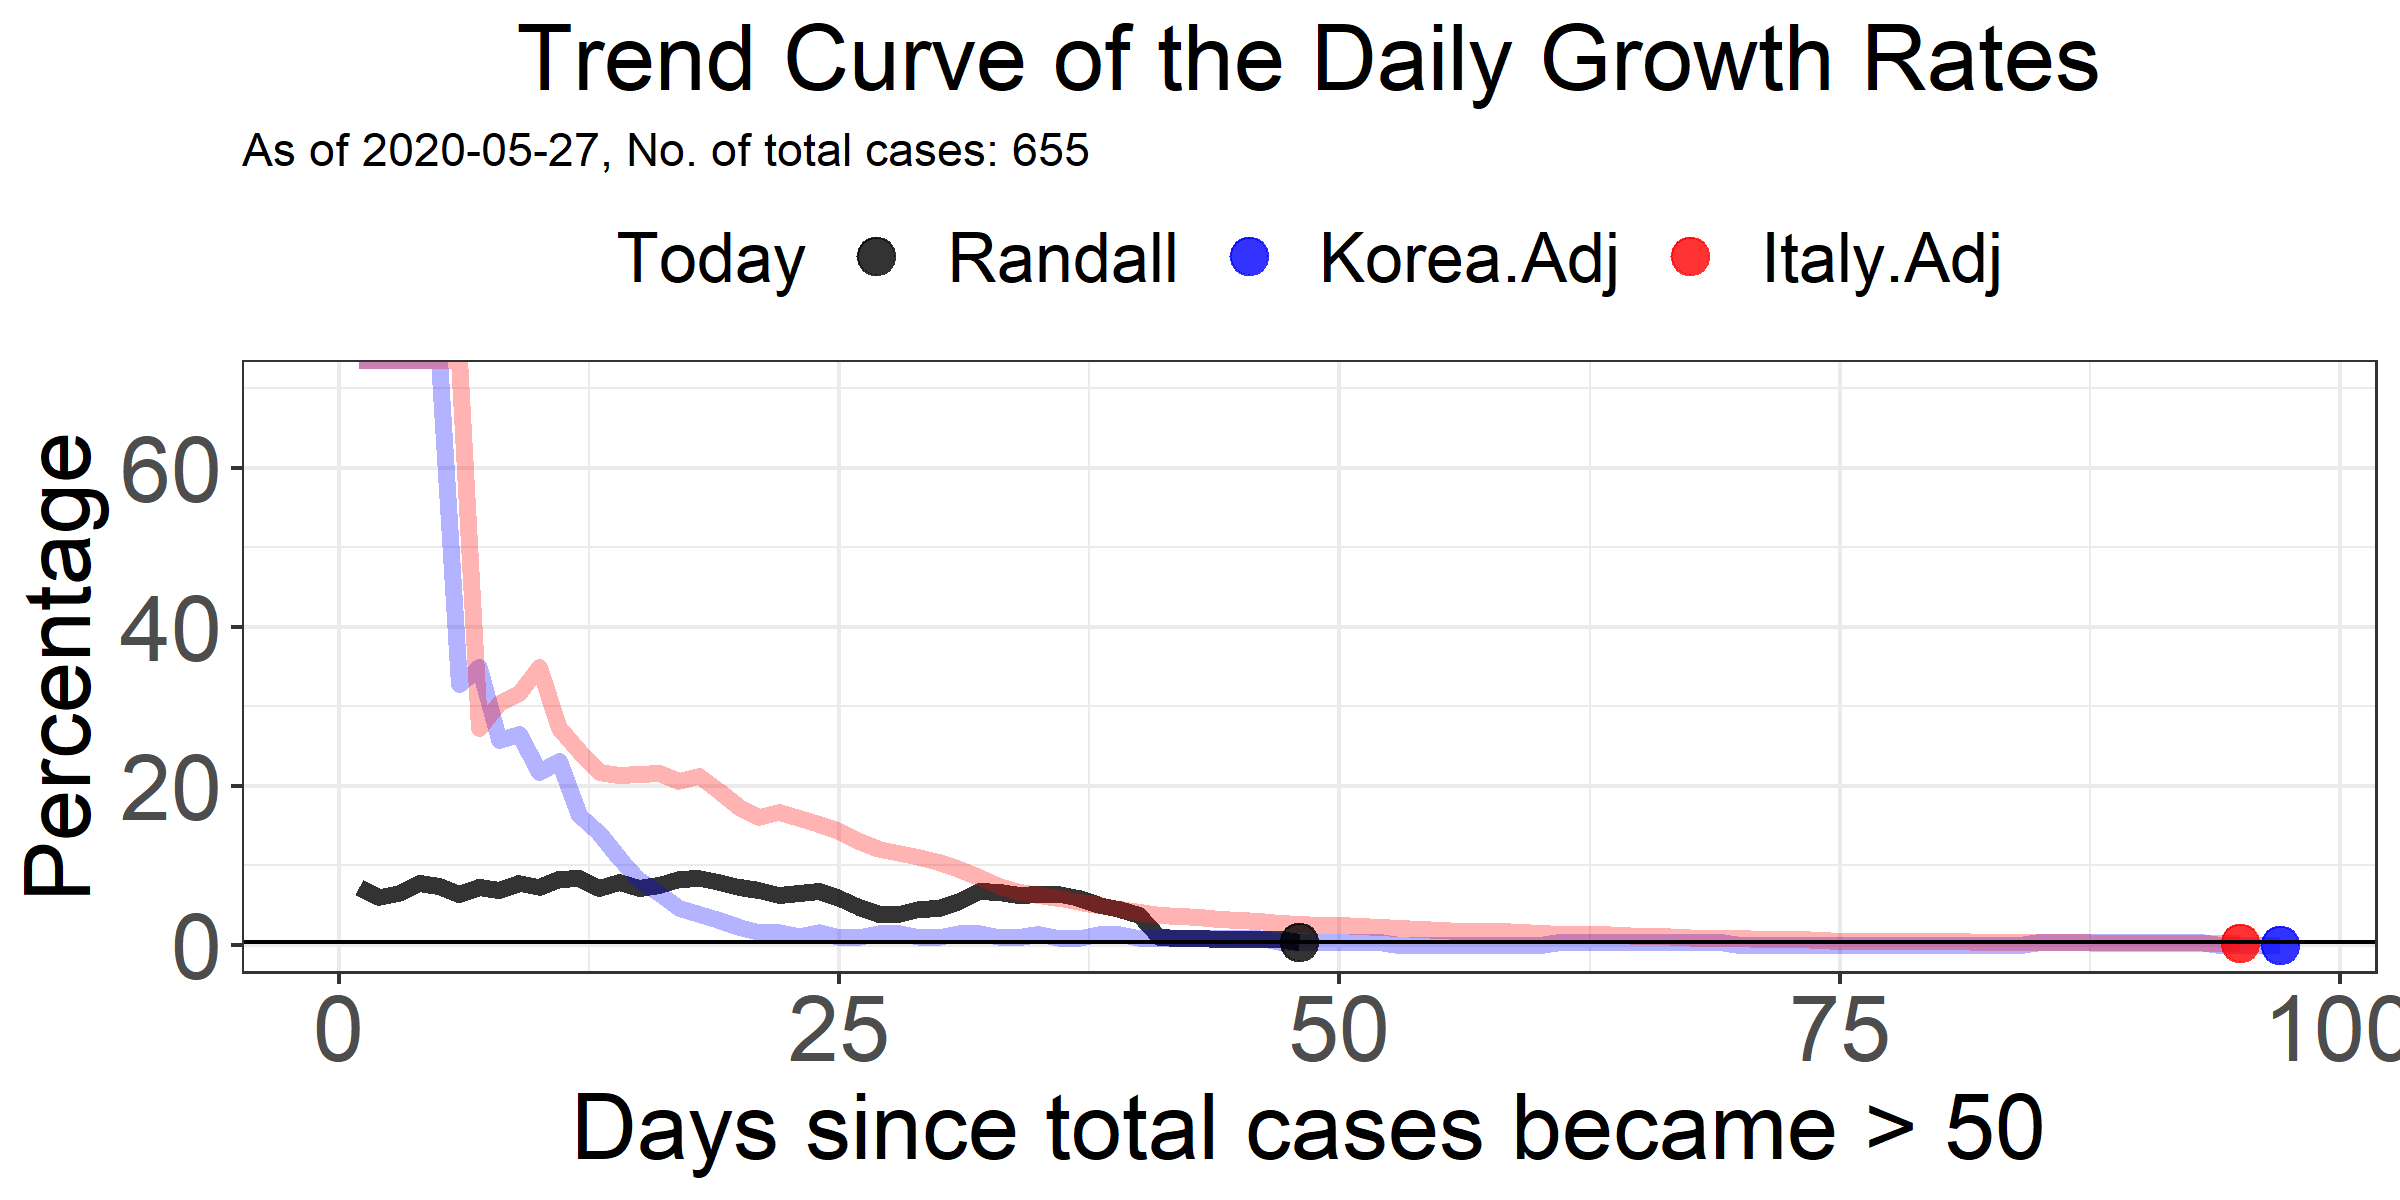 Trend Curve of the Daily Growth Rates
As of 2020-05-27, No. of total cases: 655
Today Randall Korea.Adj Italy.Adj
Percentage
60
40
20
0
0 25 50 75 100
Days since total cases became > 50